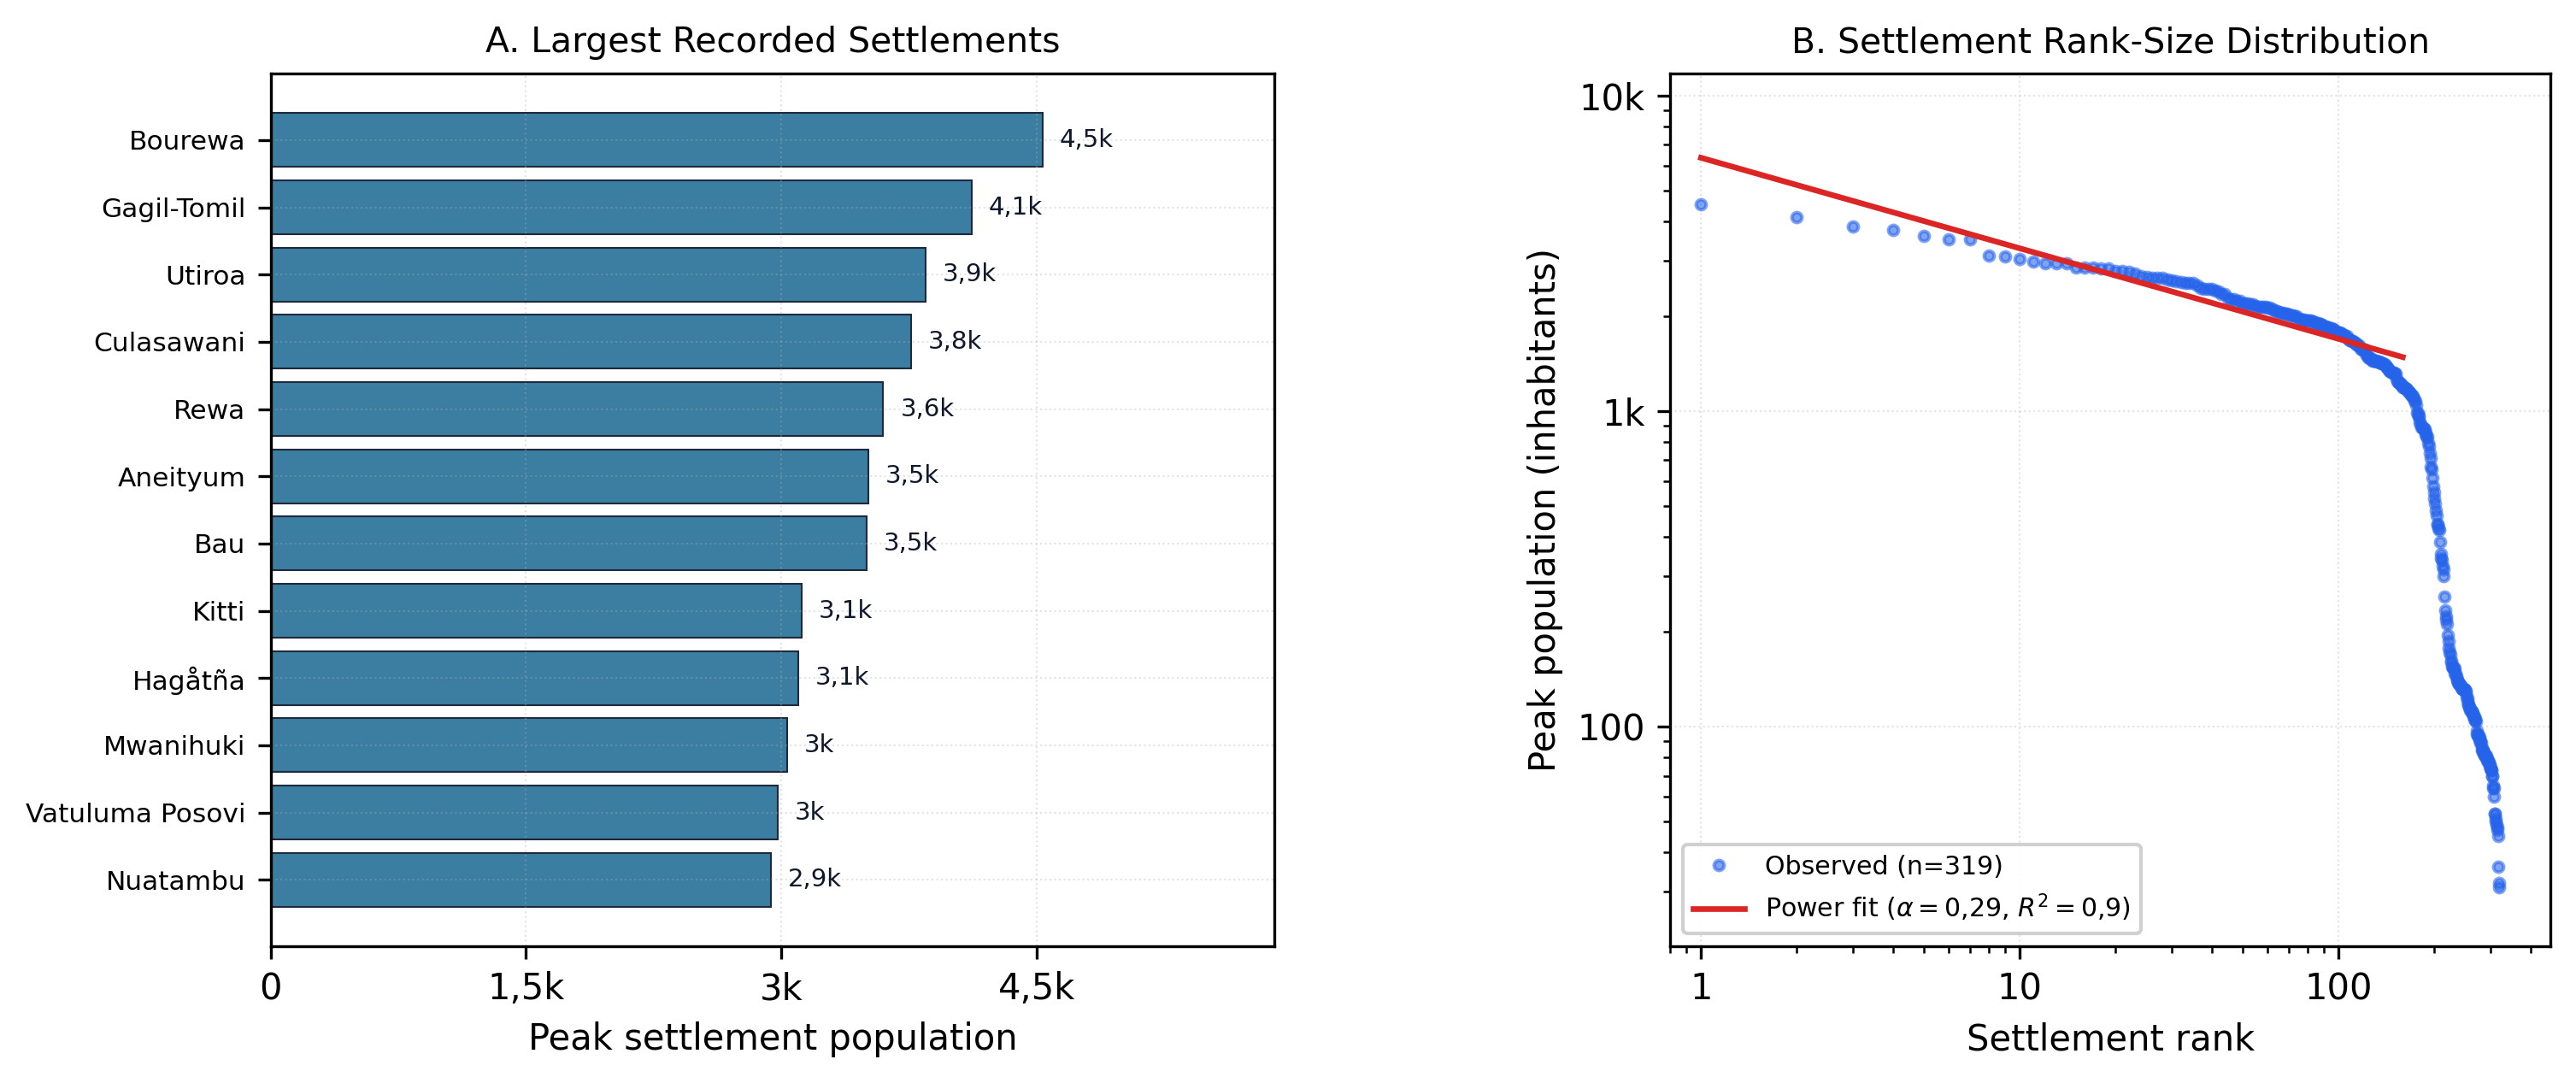 A. Largest Recorded Settlements
Bourewa
4,5k
Gagil-Tomil
4,1k
Utiroa
3,9k
Culasawani
3,8k
Rewa
3,6k
Aneityum
3,5k
Bau
3,5k
Kitti
3,1k
Hagåtña
3,1k
Mwanihuki
3k
Vatuluma Posovi
3k
Nuatambu
2,9k
0
1,5k
3k
4,5k
Peak settlement population
B. Settlement Rank-Size Distribution
Peak population (inhabitants)
10k
1k
100
Observed (n=319)
Power fit (α = 0,29, R² = 0,9)
1
10
100
Settlement rank